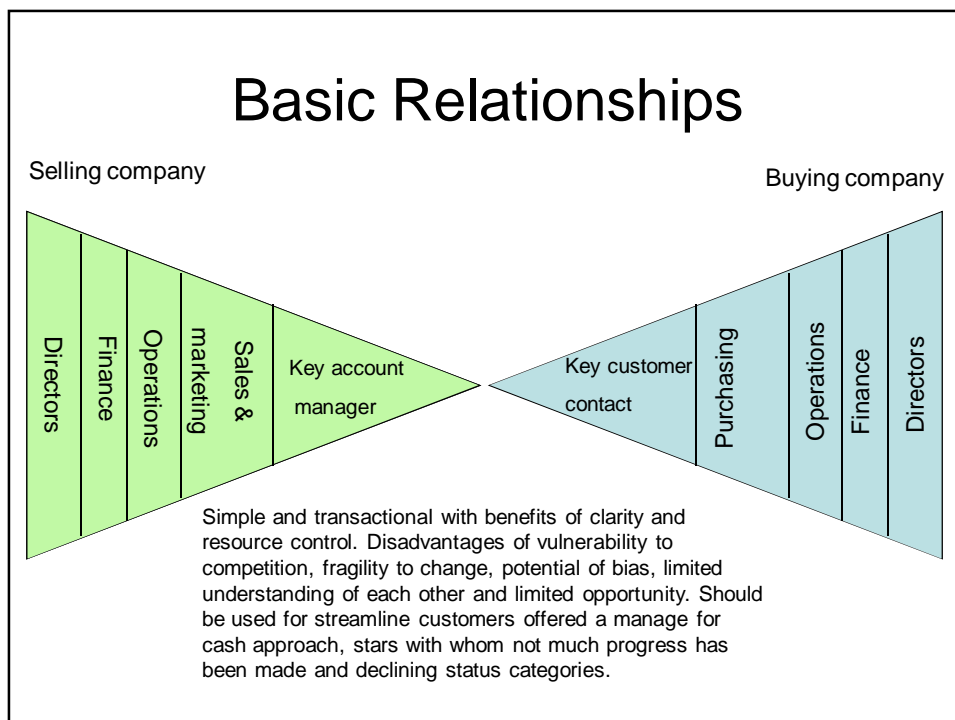 Basic Relationships
Selling company
Buying company
Directors
Finance
Operations
Sales &
marketing
Key account
manager
Key customer
contact
Purchasing
Operations
Finance
Directors
Simple and transactional with benefits of clarity and
resource control. Disadvantages of vulnerability to
competition, fragility to change, potential of bias, limited
understanding of each other and limited opportunity. Should
be used for streamline customers offered a manage for
cash approach, stars with whom not much progress has
been made and declining status categories.